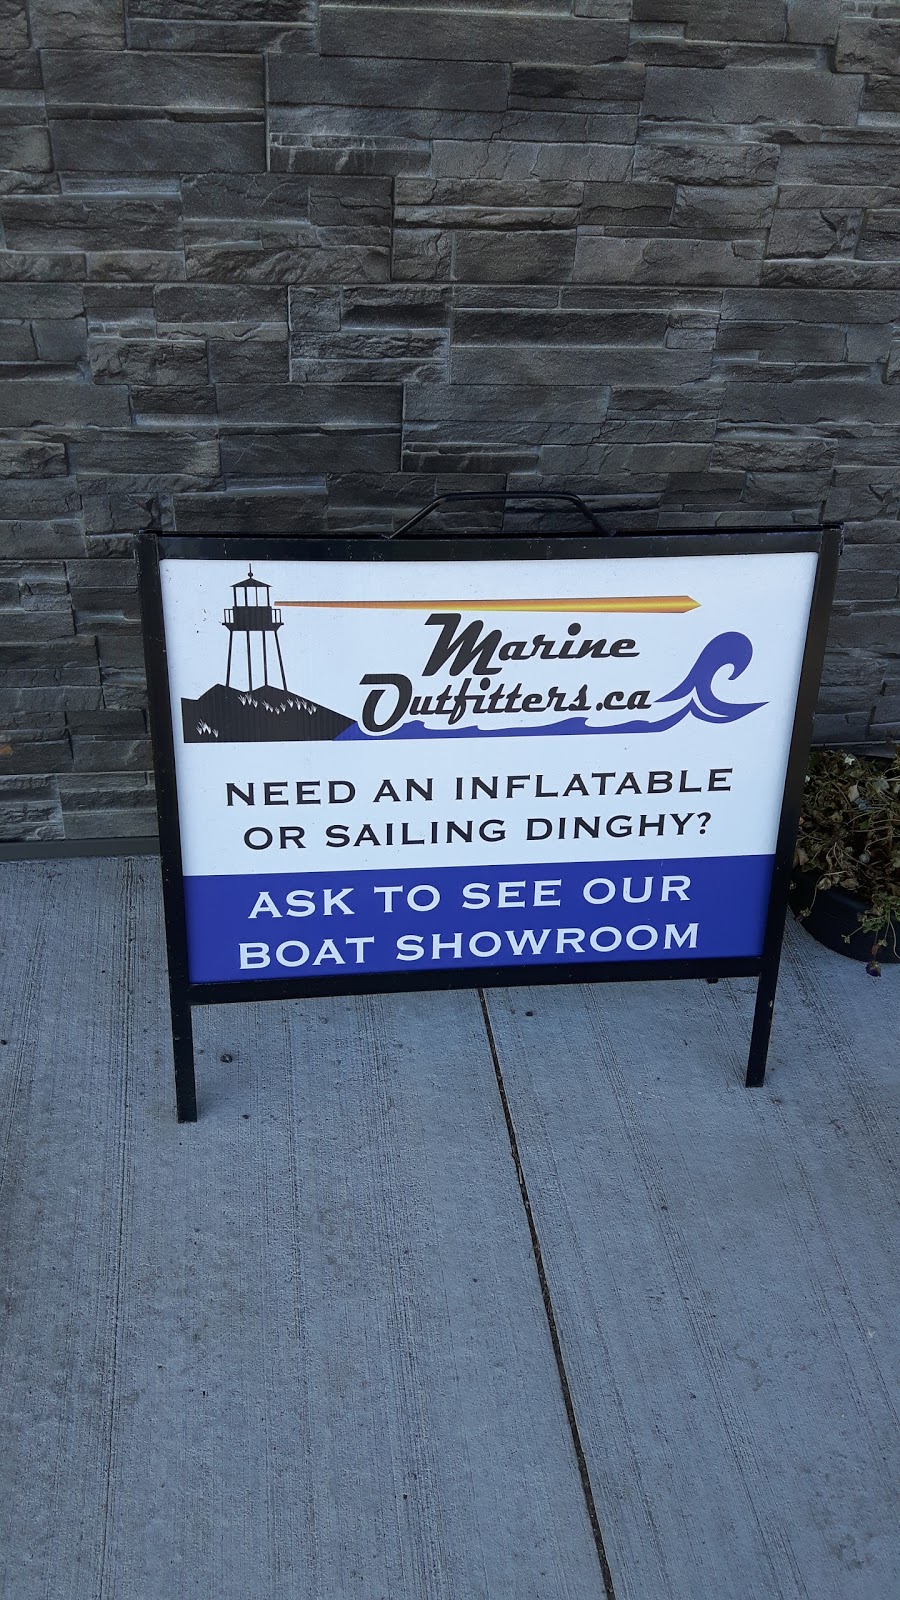 Marine
Outfitters.ca
NEED AN INFLATABLE
OR SAILING DINGHY?
ASK TO SEE OUR
BOAT SHOWROOM